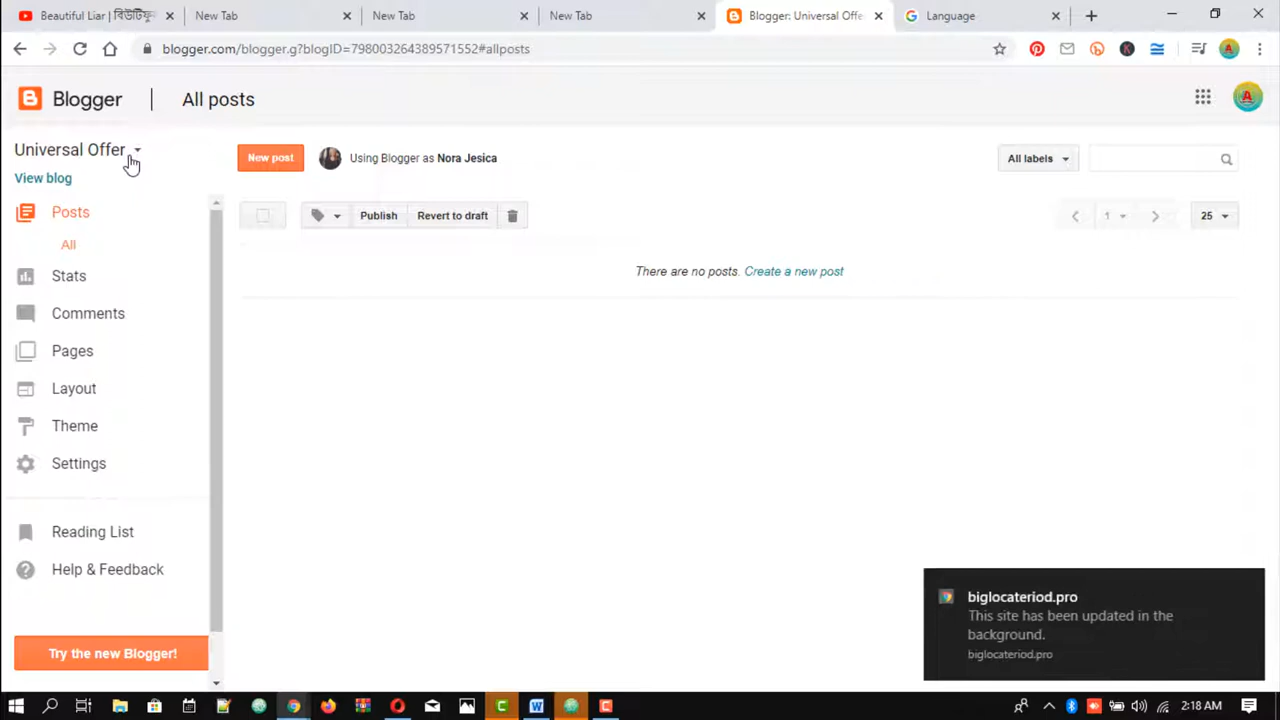 Beautiful Liar | বিউটিফু
New Tab
New Tab
New Tab
Blogger: Universal Offe
Language
blogger.com/blogger.g?blogID=798003264389571552#allposts
Blogger
All posts
Universal Offer
View blog
New post
Using Blogger as Nora Jesica
All labels
Posts
All
Publish
Revert to draft
1
25
There are no posts. Create a new post
Stats
Comments
Pages
Layout
Theme
Settings
Reading List
Help & Feedback
Try the new Blogger!
biglocateriod.pro
This site has been updated in the
background.
biglocateriod.pro
2:18 AM